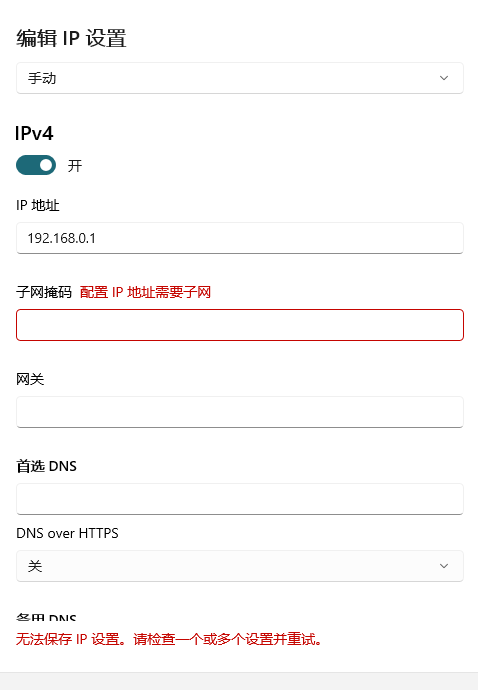 编辑 IP 设置
手动
IPv4
开
IP 地址
192.168.0.1
子网掩码 配置 IP 地址需要子网
网关
首选 DNS
DNS over HTTPS
关
备用 DNS
无法保存 IP 设置。请检查一个或多个设置并重试。